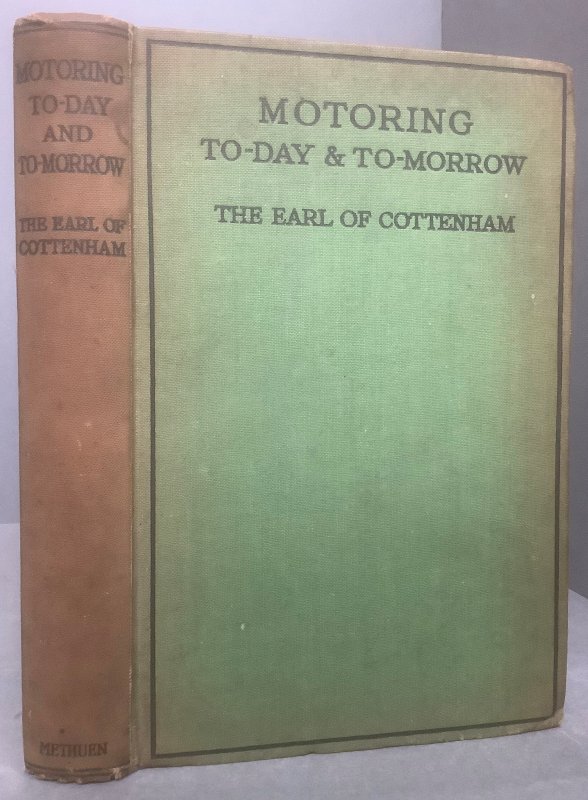 MOTORING
TO-DAY
AND
TO-MORROW
THE EARL OF
COTTENHAM
METHUEN
MOTORING
TO-DAY & TO-MORROW
THE EARL OF COTTENHAM